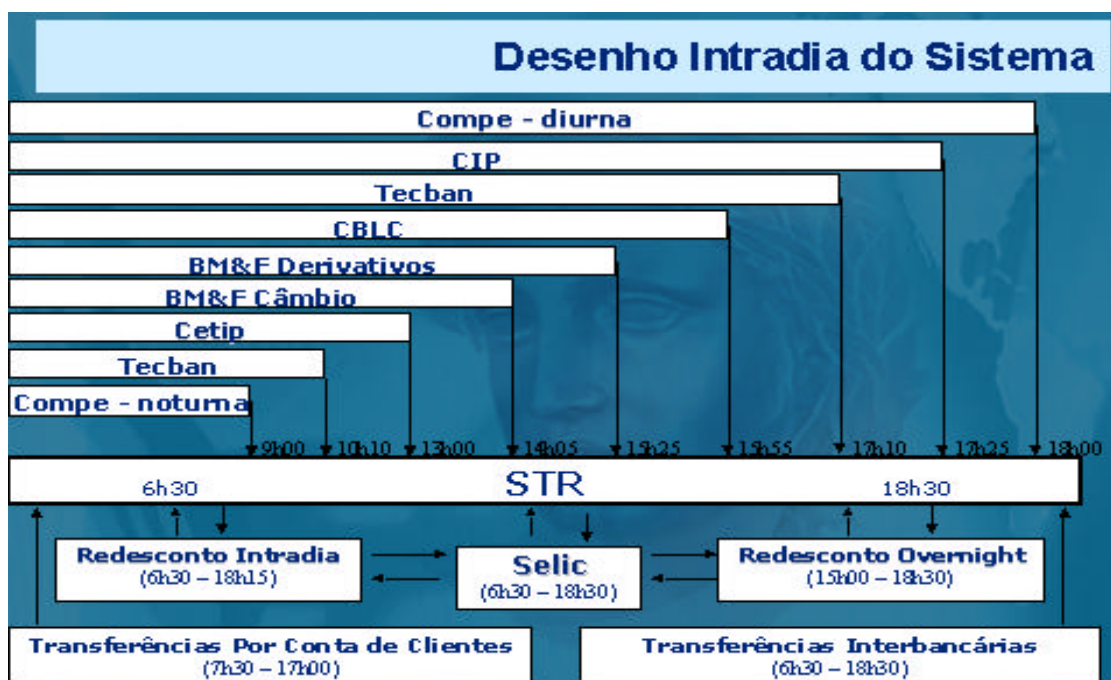 Desenho Intradia do Sistema
Compe - diurna
CIP
Tecban
CBLC
BM&F Derivativos
BM&F Câmbio
Cetip
Tecban
Compe - noturna
9h00 10h10 13h00 14h05 15h25 15h55 17h10 17h25 18h00
6h30 STR 18h30
Redesconto Intradia
(6h30 – 18h15)
Selic
(6h30 – 18h30)
Redesconto Overnight
(15h00 – 18h30)
Transferências Por Conta de Clientes
(7h30 – 17h00)
Transferências Interbancárias
(6h30 – 18h30)